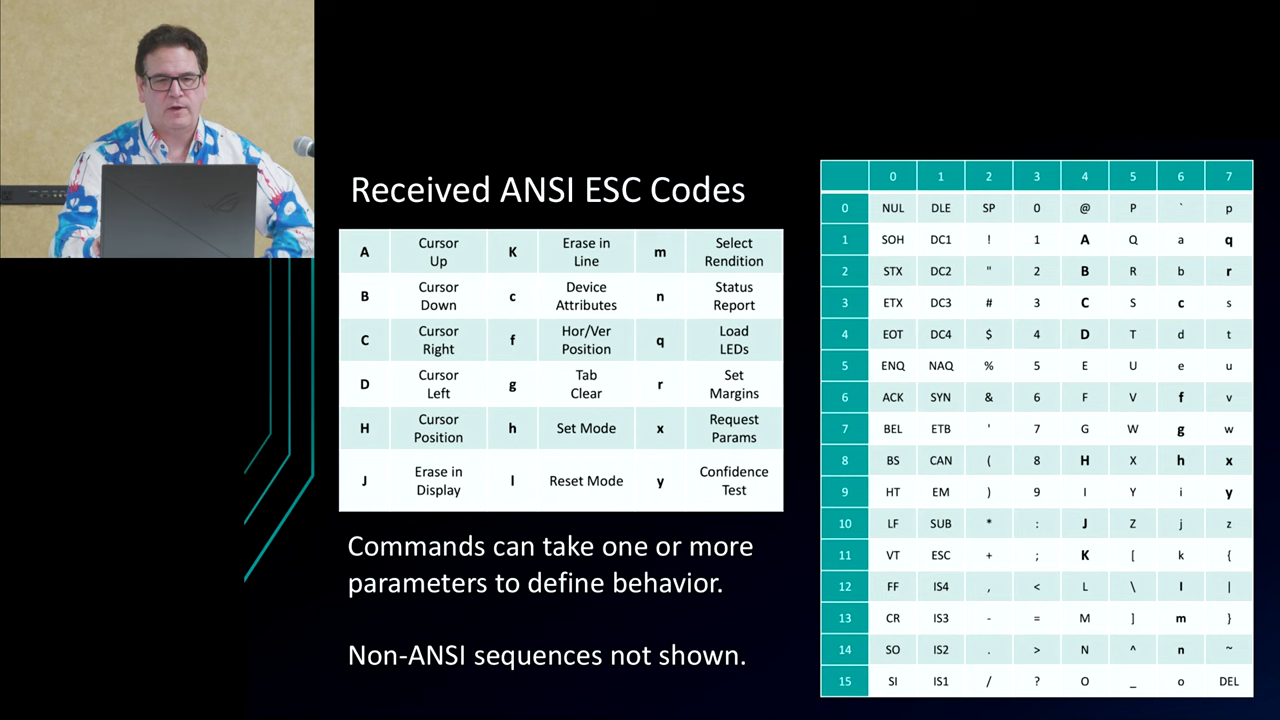 Received ANSI ESC Codes
A Cursor Up K Erase in Line m Select Rendition
B Cursor Down c Device Attributes n Status Report
C Cursor Right f Hor/Ver Position q Load LEDs
D Cursor Left g Tab Clear r Set Margins
H Cursor Position h Set Mode x Request Params
J Erase in Display l Reset Mode y Confidence Test
Commands can take one or more
parameters to define behavior.
Non-ANSI sequences not shown.
0 1 2 3 4 5 6 7
0 NUL DLE SP 0 @ P ` p
1 SOH DC1 ! 1 A Q a q
2 STX DC2 " 2 B R b r
3 ETX DC3 # 3 C S c s
4 EOT DC4 $ 4 D T d t
5 ENQ NAQ % 5 E U e u
6 ACK SYN & 6 F V f v
7 BEL ETB ' 7 G W g w
8 BS CAN ( 8 H X h x
9 HT EM ) 9 I Y i y
10 LF SUB * : J Z j z
11 VT ESC + ; K [ k {
12 FF IS4 , < L \ l |
13 CR IS3 - = M ] m }
14 SO IS2 . > N ^ n ~
15 SI IS1 / ? O _ o DEL